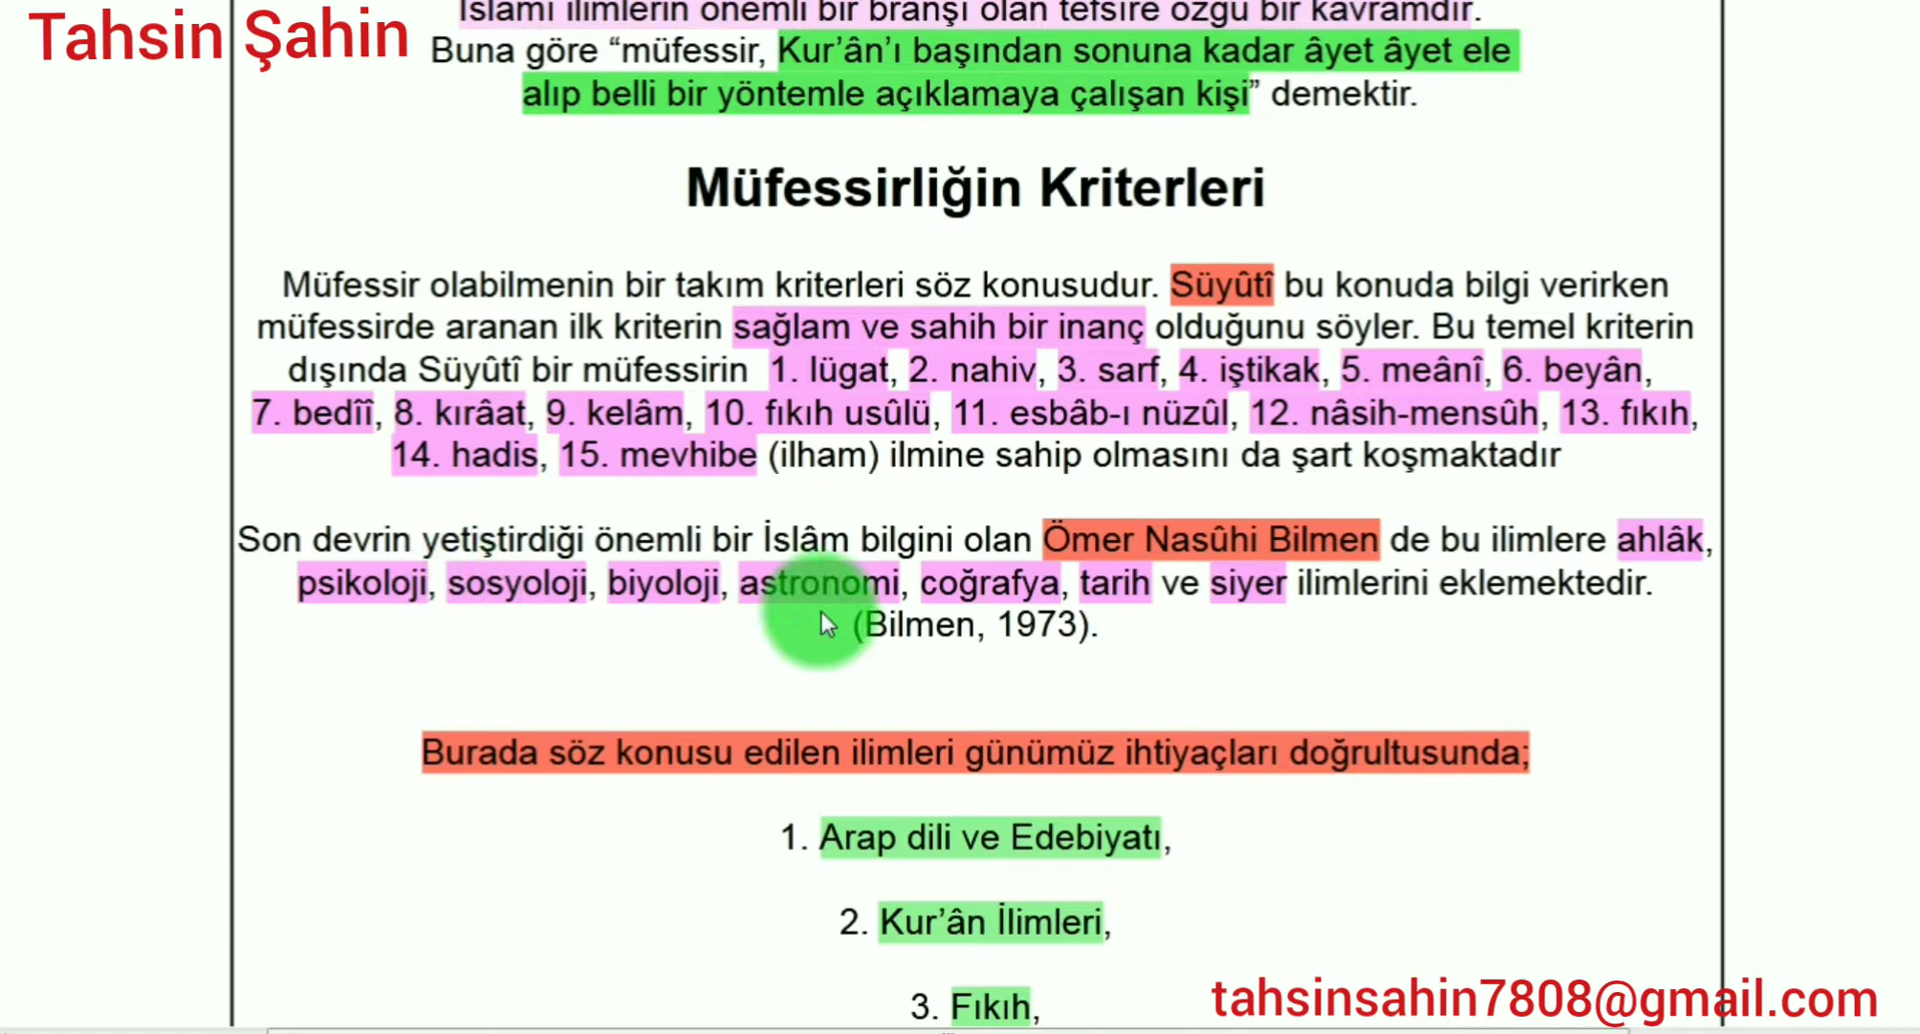 Tahsin Şahin
İslamî ilimlerin önemli bir branşı olan tefsire özgü bir kavramdır.
Buna göre “müfessir, Kur’ân’ı başından sonuna kadar âyet âyet ele
alıp belli bir yöntemle açıklamaya çalışan kişi” demektir.
Müfessirliğin Kriterleri
Müfessir olabilmenin bir takım kriterleri söz konusudur. Süyûtî bu konuda bilgi verirken
müfessirde aranan ilk kriterin sağlam ve sahih bir inanç olduğunu söyler. Bu temel kriterin
dışında Süyûtî bir müfessirin 1. lügat, 2. nahiv, 3. sarf, 4. iştikak, 5. meânî, 6. beyân,
7. bedîî, 8. kırâat, 9. kelâm, 10. fıkıh usûlü, 11. esbâb-ı nüzûl, 12. nâsih-mensûh, 13. fıkıh,
14. hadis, 15. mevhibe (ilham) ilmine sahip olmasını da şart koşmaktadır
Son devrin yetiştirdiği önemli bir İslâm bilgini olan Ömer Nasûhi Bilmen de bu ilimlere ahlâk,
psikoloji, sosyoloji, biyoloji, astronomi, coğrafya, tarih ve siyer ilimlerini eklemektedir.
(Bilmen, 1973).
Burada söz konusu edilen ilimleri günümüz ihtiyaçları doğrultusunda;
1. Arap dili ve Edebiyatı,
2. Kur’ân İlimleri,
3. Fıkıh,
tahsinsahin7808@gmail.com